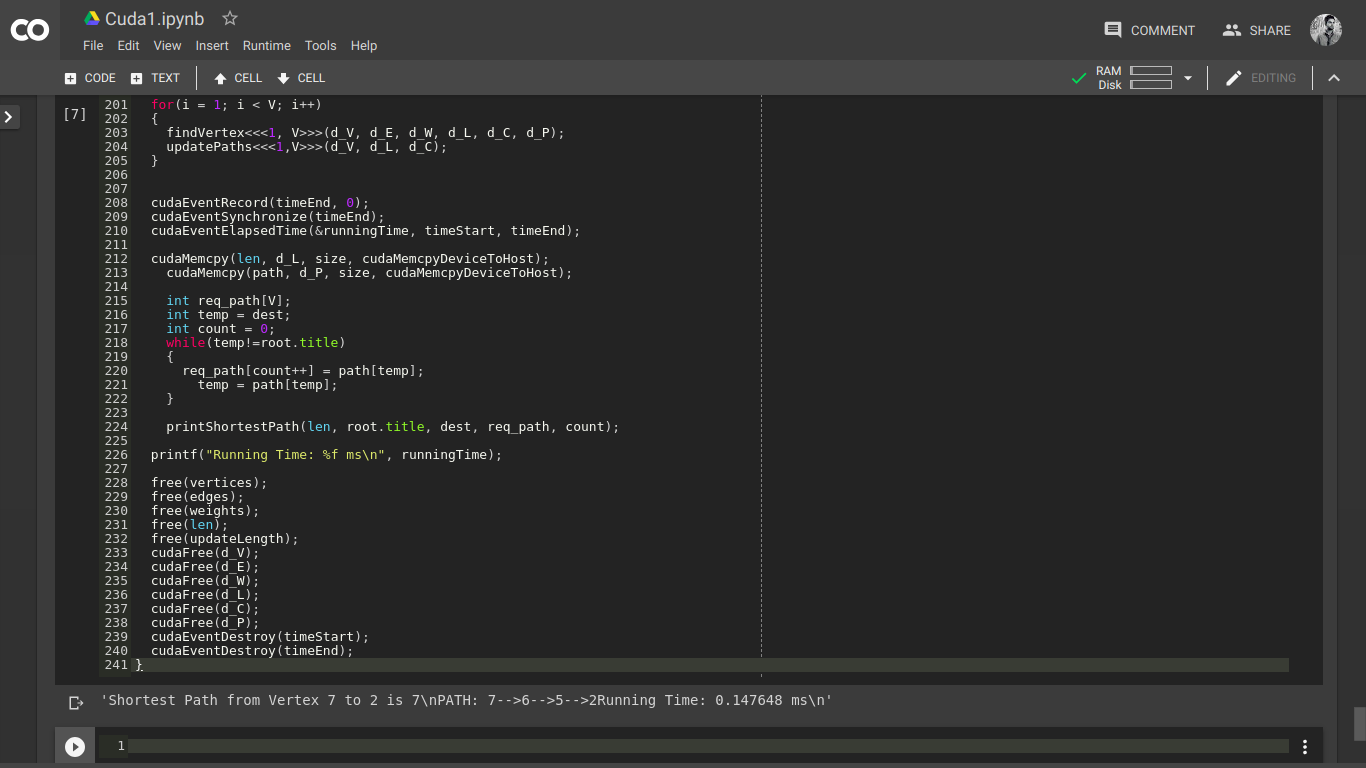 CO
Cuda1.ipynb
File Edit View Insert Runtime Tools Help
COMMENT SHARE
CODE TEXT CELL CELL
RAM
Disk
EDITING
[7]
201 for(i = 1; i < V; i++)
202 {
203 findVertex<<<1, V>>>(d_V, d_E, d_W, d_L, d_C, d_P);
204 updatePaths<<<1,V>>>(d_V, d_L, d_C);
205 }
206
207
208 cudaEventRecord(timeEnd, 0);
209 cudaEventSynchronize(timeEnd);
210 cudaEventElapsedTime(&runningTime, timeStart, timeEnd);
211
212 cudaMemcpy(len, d_L, size, cudaMemcpyDeviceToHost);
213 cudaMemcpy(path, d_P, size, cudaMemcpyDeviceToHost);
214
215 int req_path[V];
216 int temp = dest;
217 int count = 0;
218 while(temp!=root.title)
219 {
220 req_path[count++] = path[temp];
221 temp = path[temp];
222 }
223
224 printShortestPath(len, root.title, dest, req_path, count);
225
226 printf("Running Time: %f ms\n", runningTime);
227
228 free(vertices);
229 free(edges);
230 free(weights);
231 free(len);
232 free(updateLength);
233 cudaFree(d_V);
234 cudaFree(d_E);
235 cudaFree(d_W);
236 cudaFree(d_L);
237 cudaFree(d_C);
238 cudaFree(d_P);
239 cudaEventDestroy(timeStart);
240 cudaEventDestroy(timeEnd);
241 }
'Shortest Path from Vertex 7 to 2 is 7\nPATH: 7-->6-->5-->2Running Time: 0.147648 ms\n'
1